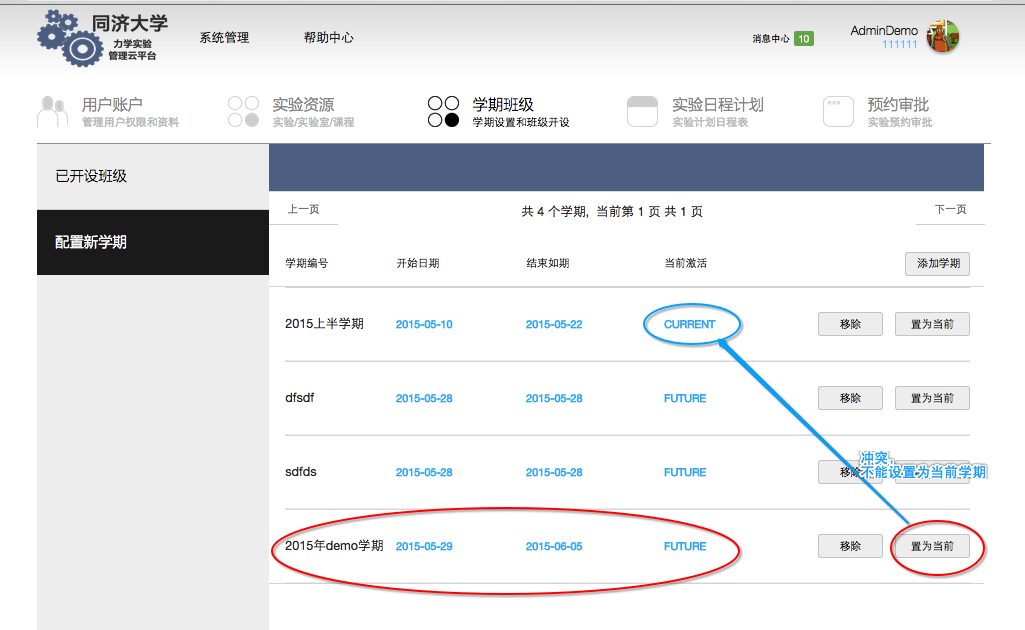 同济大学
力学实验
管理云平台
系统管理
帮助中心
消息中心 10
AdminDemo
111111
用户账户
管理用户权限和资料
实验资源
实验/实验室/课程
学期班级
学期设置和班级开设
实验日程计划
实验计划日程表
预约审批
实验预约审批
已开设班级
配置新学期
上一页
共 4 个学期, 当前第 1 页 共 1 页
下一页
学期编号 开始日期 结束如期 当前激活 添加学期
2015上半学期 2015-05-10 2015-05-22 CURRENT 移除 置为当前
dfsdf 2015-05-28 2015-05-28 FUTURE 移除 置为当前
sdfds 2015-05-28 2015-05-28 FUTURE 移除
冲突,
不能设置为当前学期
2015年demo学期 2015-05-29 2015-06-05 FUTURE 移除 置为当前